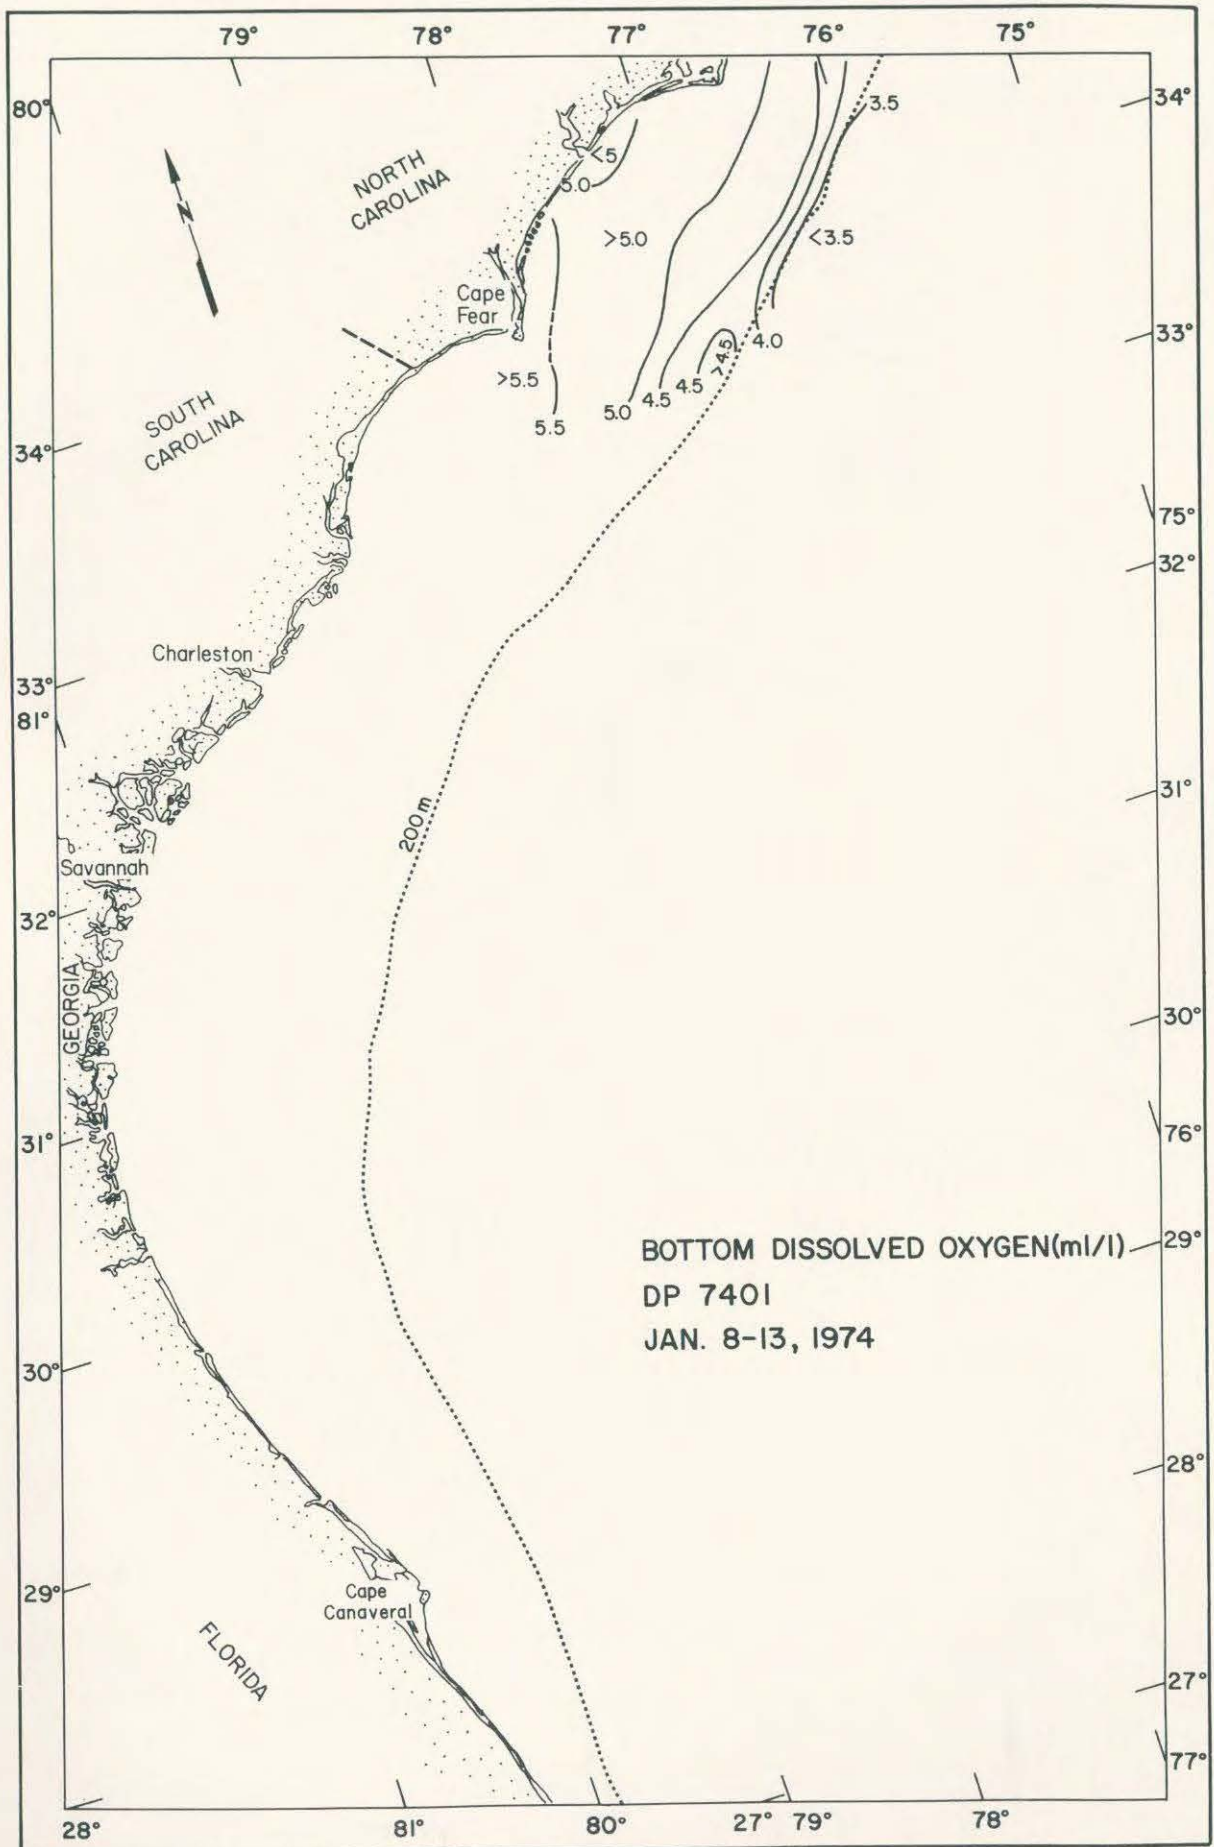 79° 78° 77° 76° 75°
80°
34°
3.5
<5
5.0
NORTH
CAROLINA
N
>5.0
<3.5
Cape
Fear
33°
4.0
>4.5
4.5
4.5
5.0
>5.5
5.5
SOUTH
CAROLINA
34°
75°
32°
Charleston
33°
81°
31°
200m
Savannah
32°
GEORGIA
30°
31°
76°
BOTTOM DISSOLVED OXYGEN(ml/l)
29°
DP 7401
JAN. 8-13, 1974
30°
28°
29°
Cape
Canaveral
FLORIDA
27°
77°
28° 81° 80° 27° 79° 78°